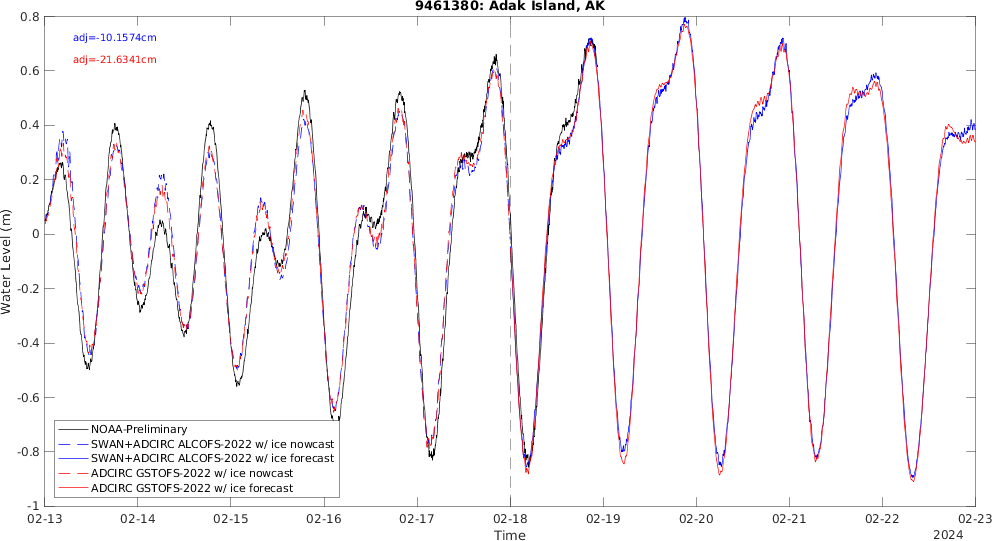 9461380: Adak Island, AK
adj=-10.1574cm
adj=-21.6341cm
0.8
0.6
0.4
0.2
0
-0.2
-0.4
-0.6
-0.8
-1
Water Level (m)
NOAA-Preliminary
SWAN+ADCIRC ALCOFS-2022 w/ ice nowcast
SWAN+ADCIRC ALCOFS-2022 w/ ice forecast
ADCIRC GSTOFS-2022 w/ ice nowcast
ADCIRC GSTOFS-2022 w/ ice forecast
02-13 02-14 02-15 02-16 02-17 02-18 02-19 02-20 02-21 02-22 02-23
Time
2024